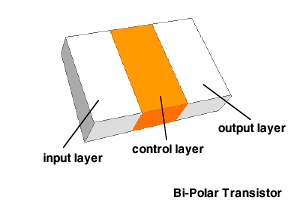 output layer
control layer
input layer
Bi-Polar Transistor